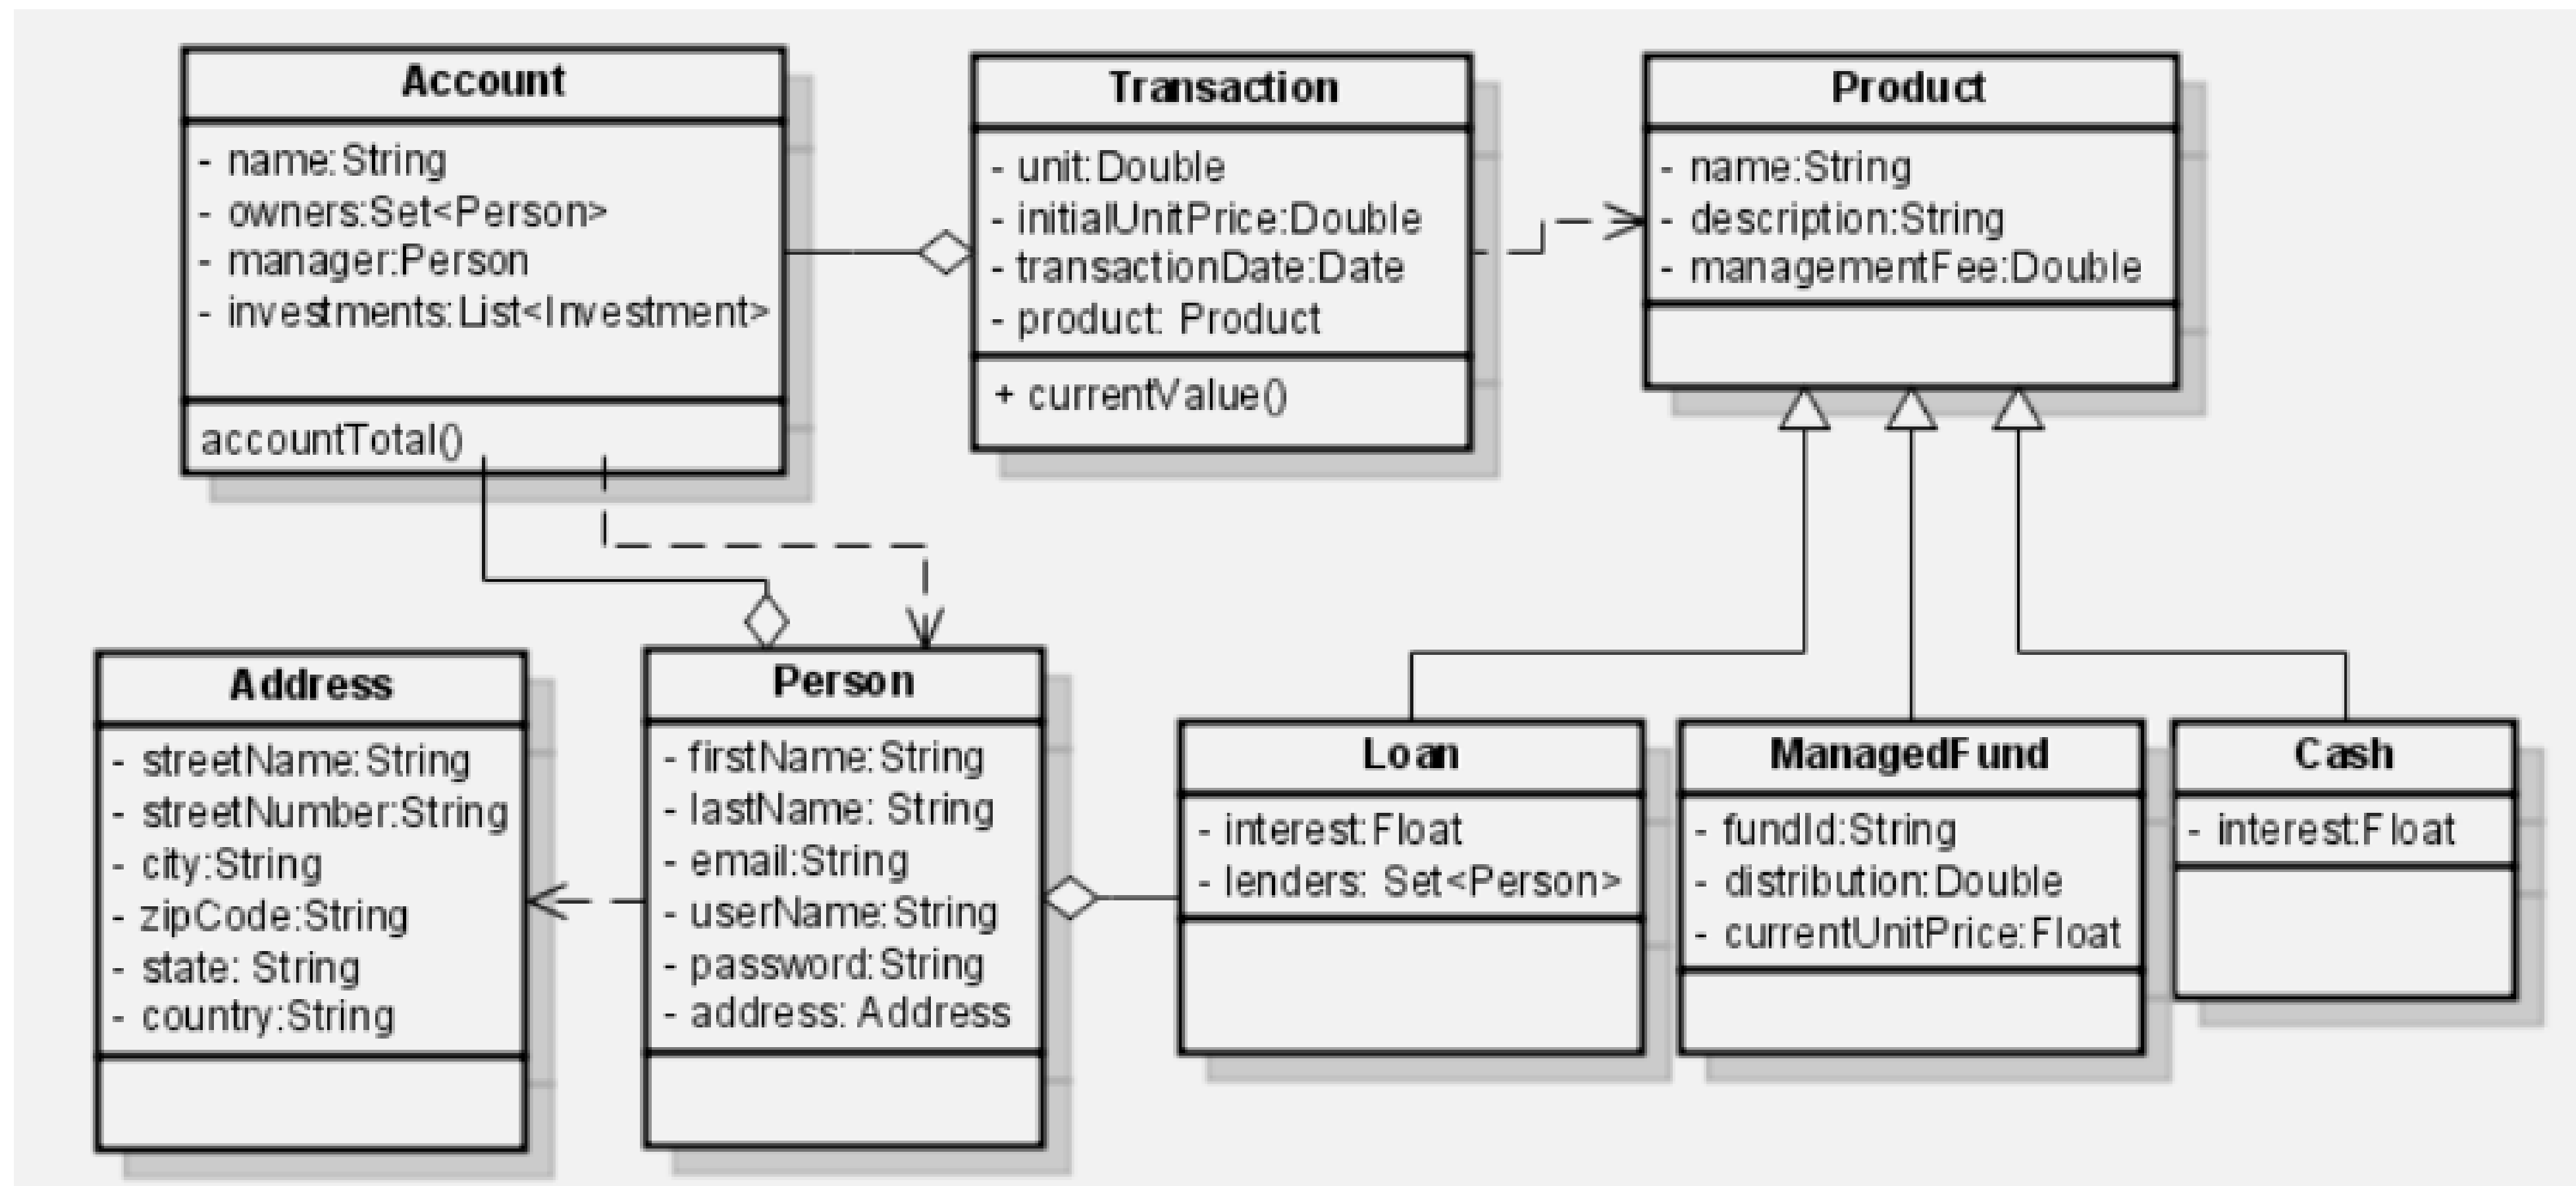 Account
- name:String
- owners:Set<Person>
- manager:Person
- investments:List<Investment>
accountTotal()
Transaction
- unit:Double
- initialUnitPrice:Double
- transactionDate:Date
- product: Product
+ currentValue()
Product
- name:String
- description:String
- managementFee:Double
Address
- streetName:String
- streetNumber:String
- city:String
- zipCode:String
- state: String
- country:String
Person
- firstName:String
- lastName: String
- email:String
- userName:String
- password:String
- address: Address
Loan
- interest:Float
- lenders: Set<Person>
ManagedFund
- fundId:String
- distribution:Double
- currentUnitPrice:Float
Cash
- interest:Float